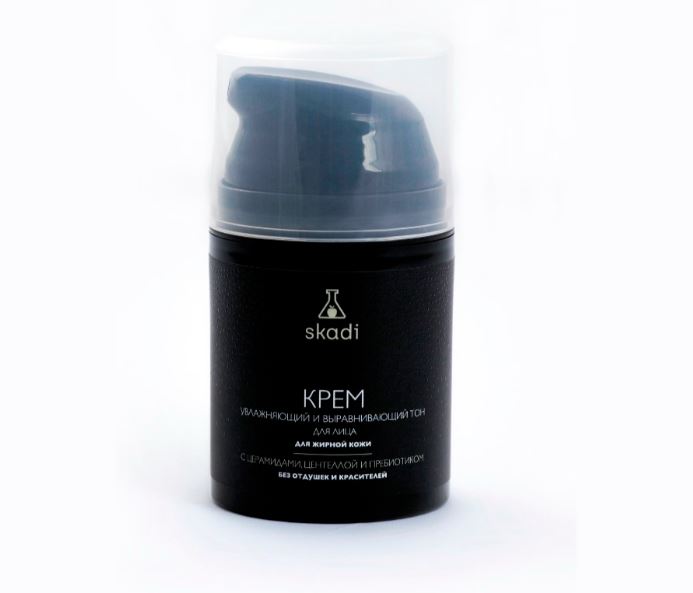 skadi
КРЕМ
УВЛАЖНЯЮЩИЙ И ВЫРАВНИВАЮЩИЙ ТОН
ДЛЯ ЛИЦА
ДЛЯ ЖИРНОЙ КОЖИ
С ЦЕРАМИДАМИ, ЦЕНТЕЛЛОЙ И ПРЕБИОТИКОМ
БЕЗ ОТДУШЕК И КРАСИТЕЛЕЙ